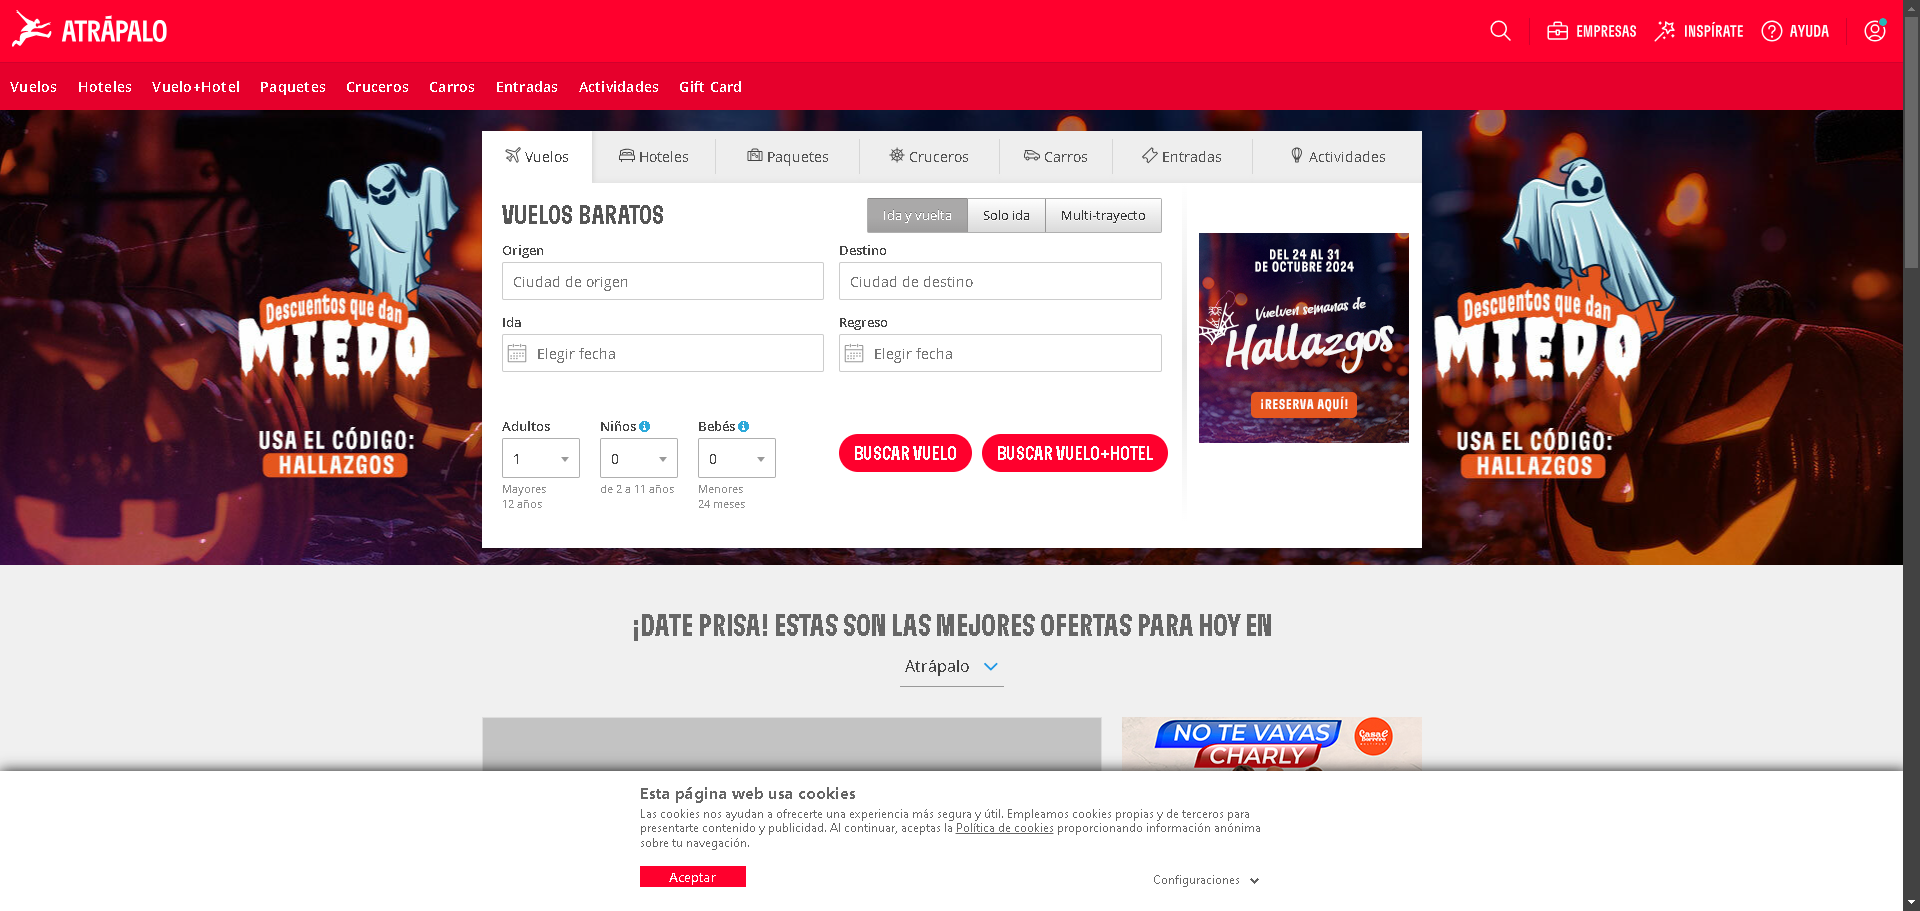 ATRÁPALO
EMPRESAS
INSPÍRATE
AYUDA
Vuelos
Hoteles
Vuelo+Hotel
Paquetes
Cruceros
Carros
Entradas
Actividades
Gift Card
Vuelos
Hoteles
Paquetes
Cruceros
Carros
Entradas
Actividades
Descuentos que dan
MIEDO
USA EL CÓDIGO:
HALLAZGOS
VUELOS BARATOS
Ida y vuelta
Solo ida
Multi-trayecto
Origen
Ciudad de origen
Destino
Ciudad de destino
Ida
Elegir fecha
Regreso
Elegir fecha
Adultos
1
Mayores
12 años
Niños
0
de 2 a 11 años
Bebés
0
Menores
24 meses
BUSCAR VUELO
BUSCAR VUELO+HOTEL
DEL 24 AL 31
DE OCTUBRE 2024
Vuelven semanas de
Hallazgos
¡RESERVA AQUÍ!
Descuentos que dan
MIEDO
USA EL CÓDIGO:
HALLAZGOS
¡DATE PRISA! ESTAS SON LAS MEJORES OFERTAS PARA HOY EN
Atrápalo
NO TE VAYAS
CHARLY
Casa E
Borrero
Esta página web usa cookies
Las cookies nos ayudan a ofrecerte una experiencia más segura y útil. Empleamos cookies propias y de terceros para
presentarte contenido y publicidad. Al continuar, aceptas la Política de cookies proporcionando información anónima
sobre tu navegación.
Aceptar
Configuraciones